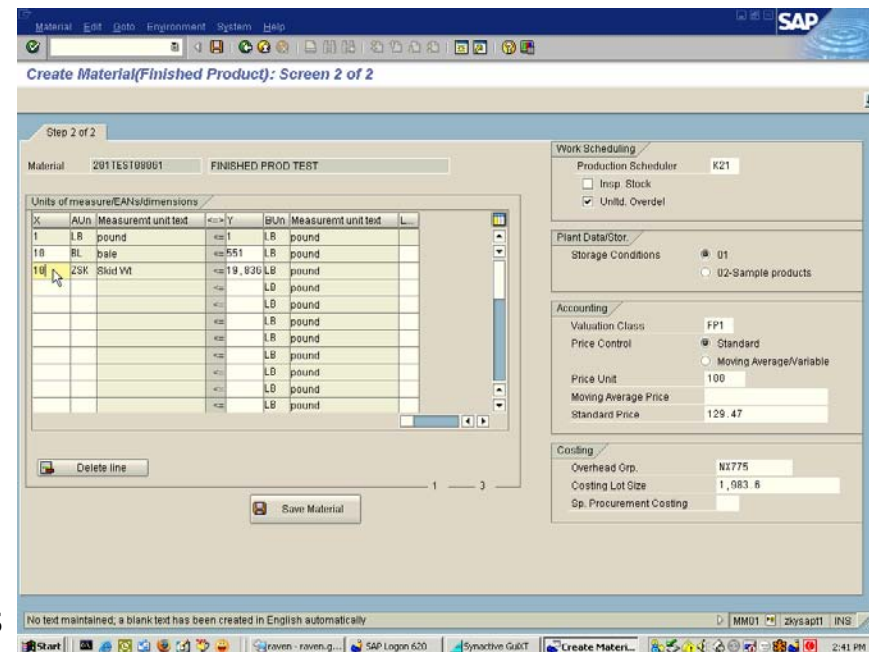 Material Edit Goto Environment System Help
SAP
Create Material(Finished Product): Screen 2 of 2
Step 2 of 2
Material 201TEST08001 FINISHED PROD TEST
Units of measure/EANs/dimensions
X AUn Measuremt unit text <=> Y BUn Measuremt unit text L...
1 LB pound <= 1 LB pound
10 BL bale <= 551 LB pound
10 ZSK Skid Wt <= 19,836 LB pound
<= LB pound
<= LB pound
<= LB pound
<= LB pound
<= LB pound
<= LB pound
<= LB pound
Delete line
1 3
Save Material
Work Scheduling
Production Scheduler K21
Insp. Stock
Unltd. Overdel
Plant Data/Stor.
Storage Conditions 01
02-Sample products
Accounting
Valuation Class FP1
Price Control Standard
Moving Average/Variable
Price Unit 100
Moving Average Price
Standard Price 129.47
Costing
Overhead Grp. NX775
Costing Lot Size 1,983.6
Sp. Procurement Costing
No text maintained; a blank text has been created in English automatically
MM01 zkysapt1 INS
Start raven - raven.g... SAP Logon 620 Synactive GuiXT Create Materi... 2:41 PM